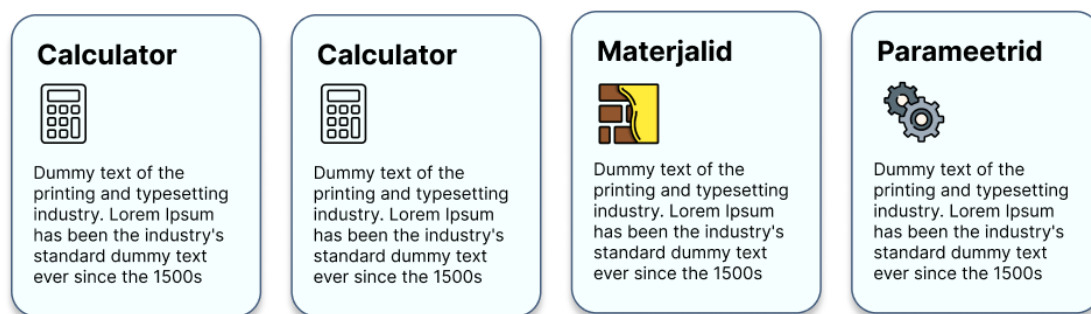 Calculator
Dummy text of the
printing and typesetting
industry. Lorem Ipsum
has been the industry's
standard dummy text
ever since the 1500s
Calculator
Dummy text of the
printing and typesetting
industry. Lorem Ipsum
has been the industry's
standard dummy text
ever since the 1500s
Materjalid
Dummy text of the
printing and typesetting
industry. Lorem Ipsum
has been the industry's
standard dummy text
ever since the 1500s
Parameetrid
Dummy text of the
printing and typesetting
industry. Lorem Ipsum
has been the industry's
standard dummy text
ever since the 1500s